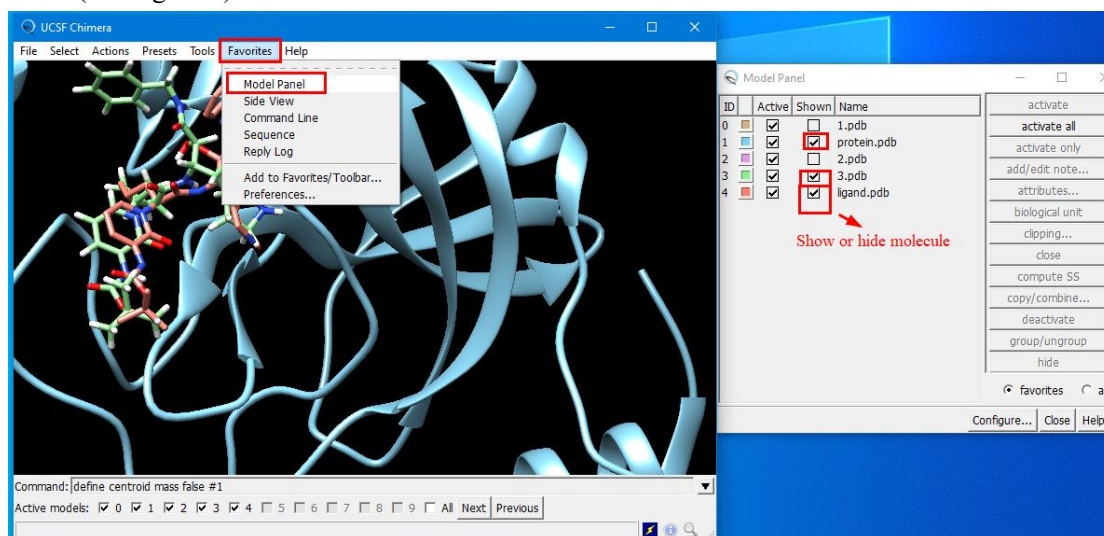 UCSF Chimera
File Select Actions Presets Tools Favorites Help
Model Panel
Side View
Command Line
Sequence
Reply Log
Add to Favorites/Toolbar...
Preferences...
Command: define centroid mass false #1
Active models: 0 1 2 3 4 5 6 7 8 9 All Next Previous
Model Panel
ID Active Shown Name
0 1.pdb
1 protein.pdb
2 2.pdb
3 3.pdb
4 ligand.pdb
Show or hide molecule
activate
activate all
activate only
add/edit note...
attributes...
biological unit
clipping...
close
compute SS
copy/combine...
deactivate
group/ungroup
hide
favorites
Configure... Close Help